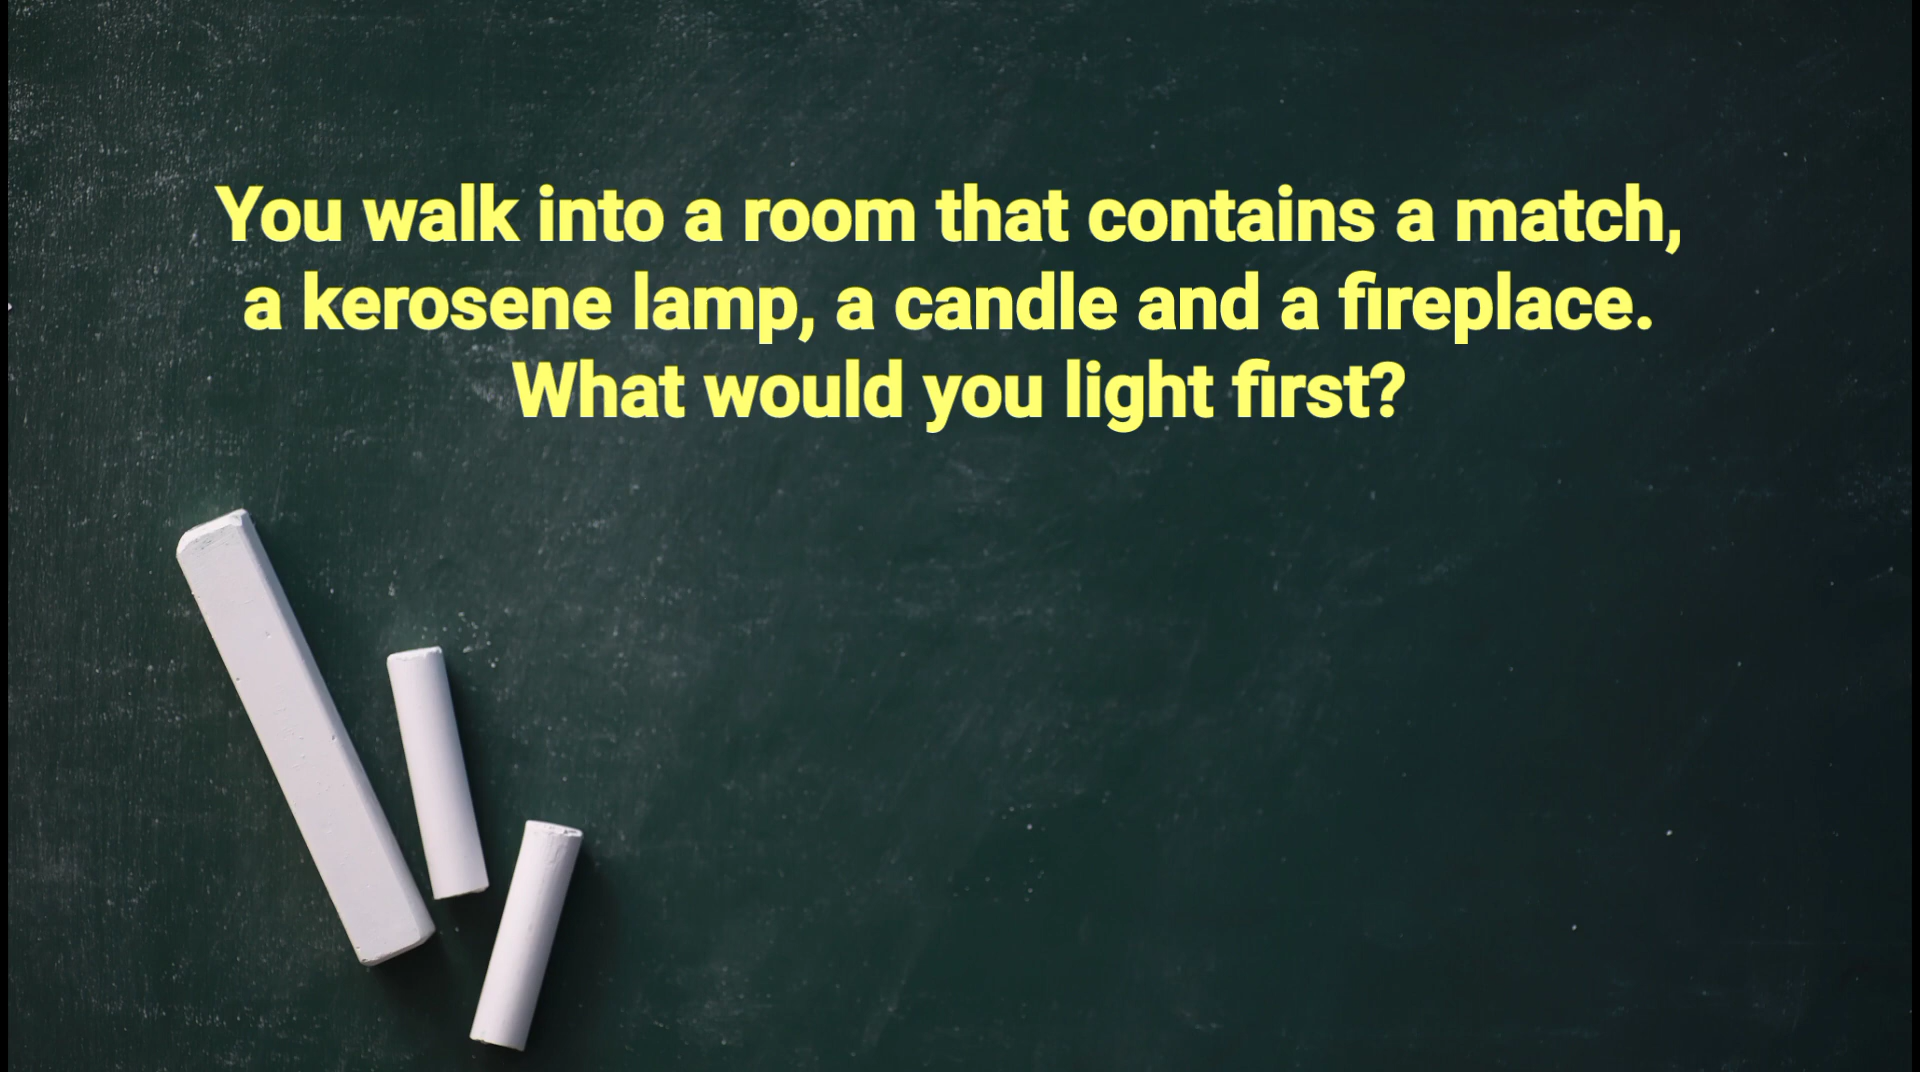 You walk into a room that contains a match,
a kerosene lamp, a candle and a fireplace.
What would you light first?